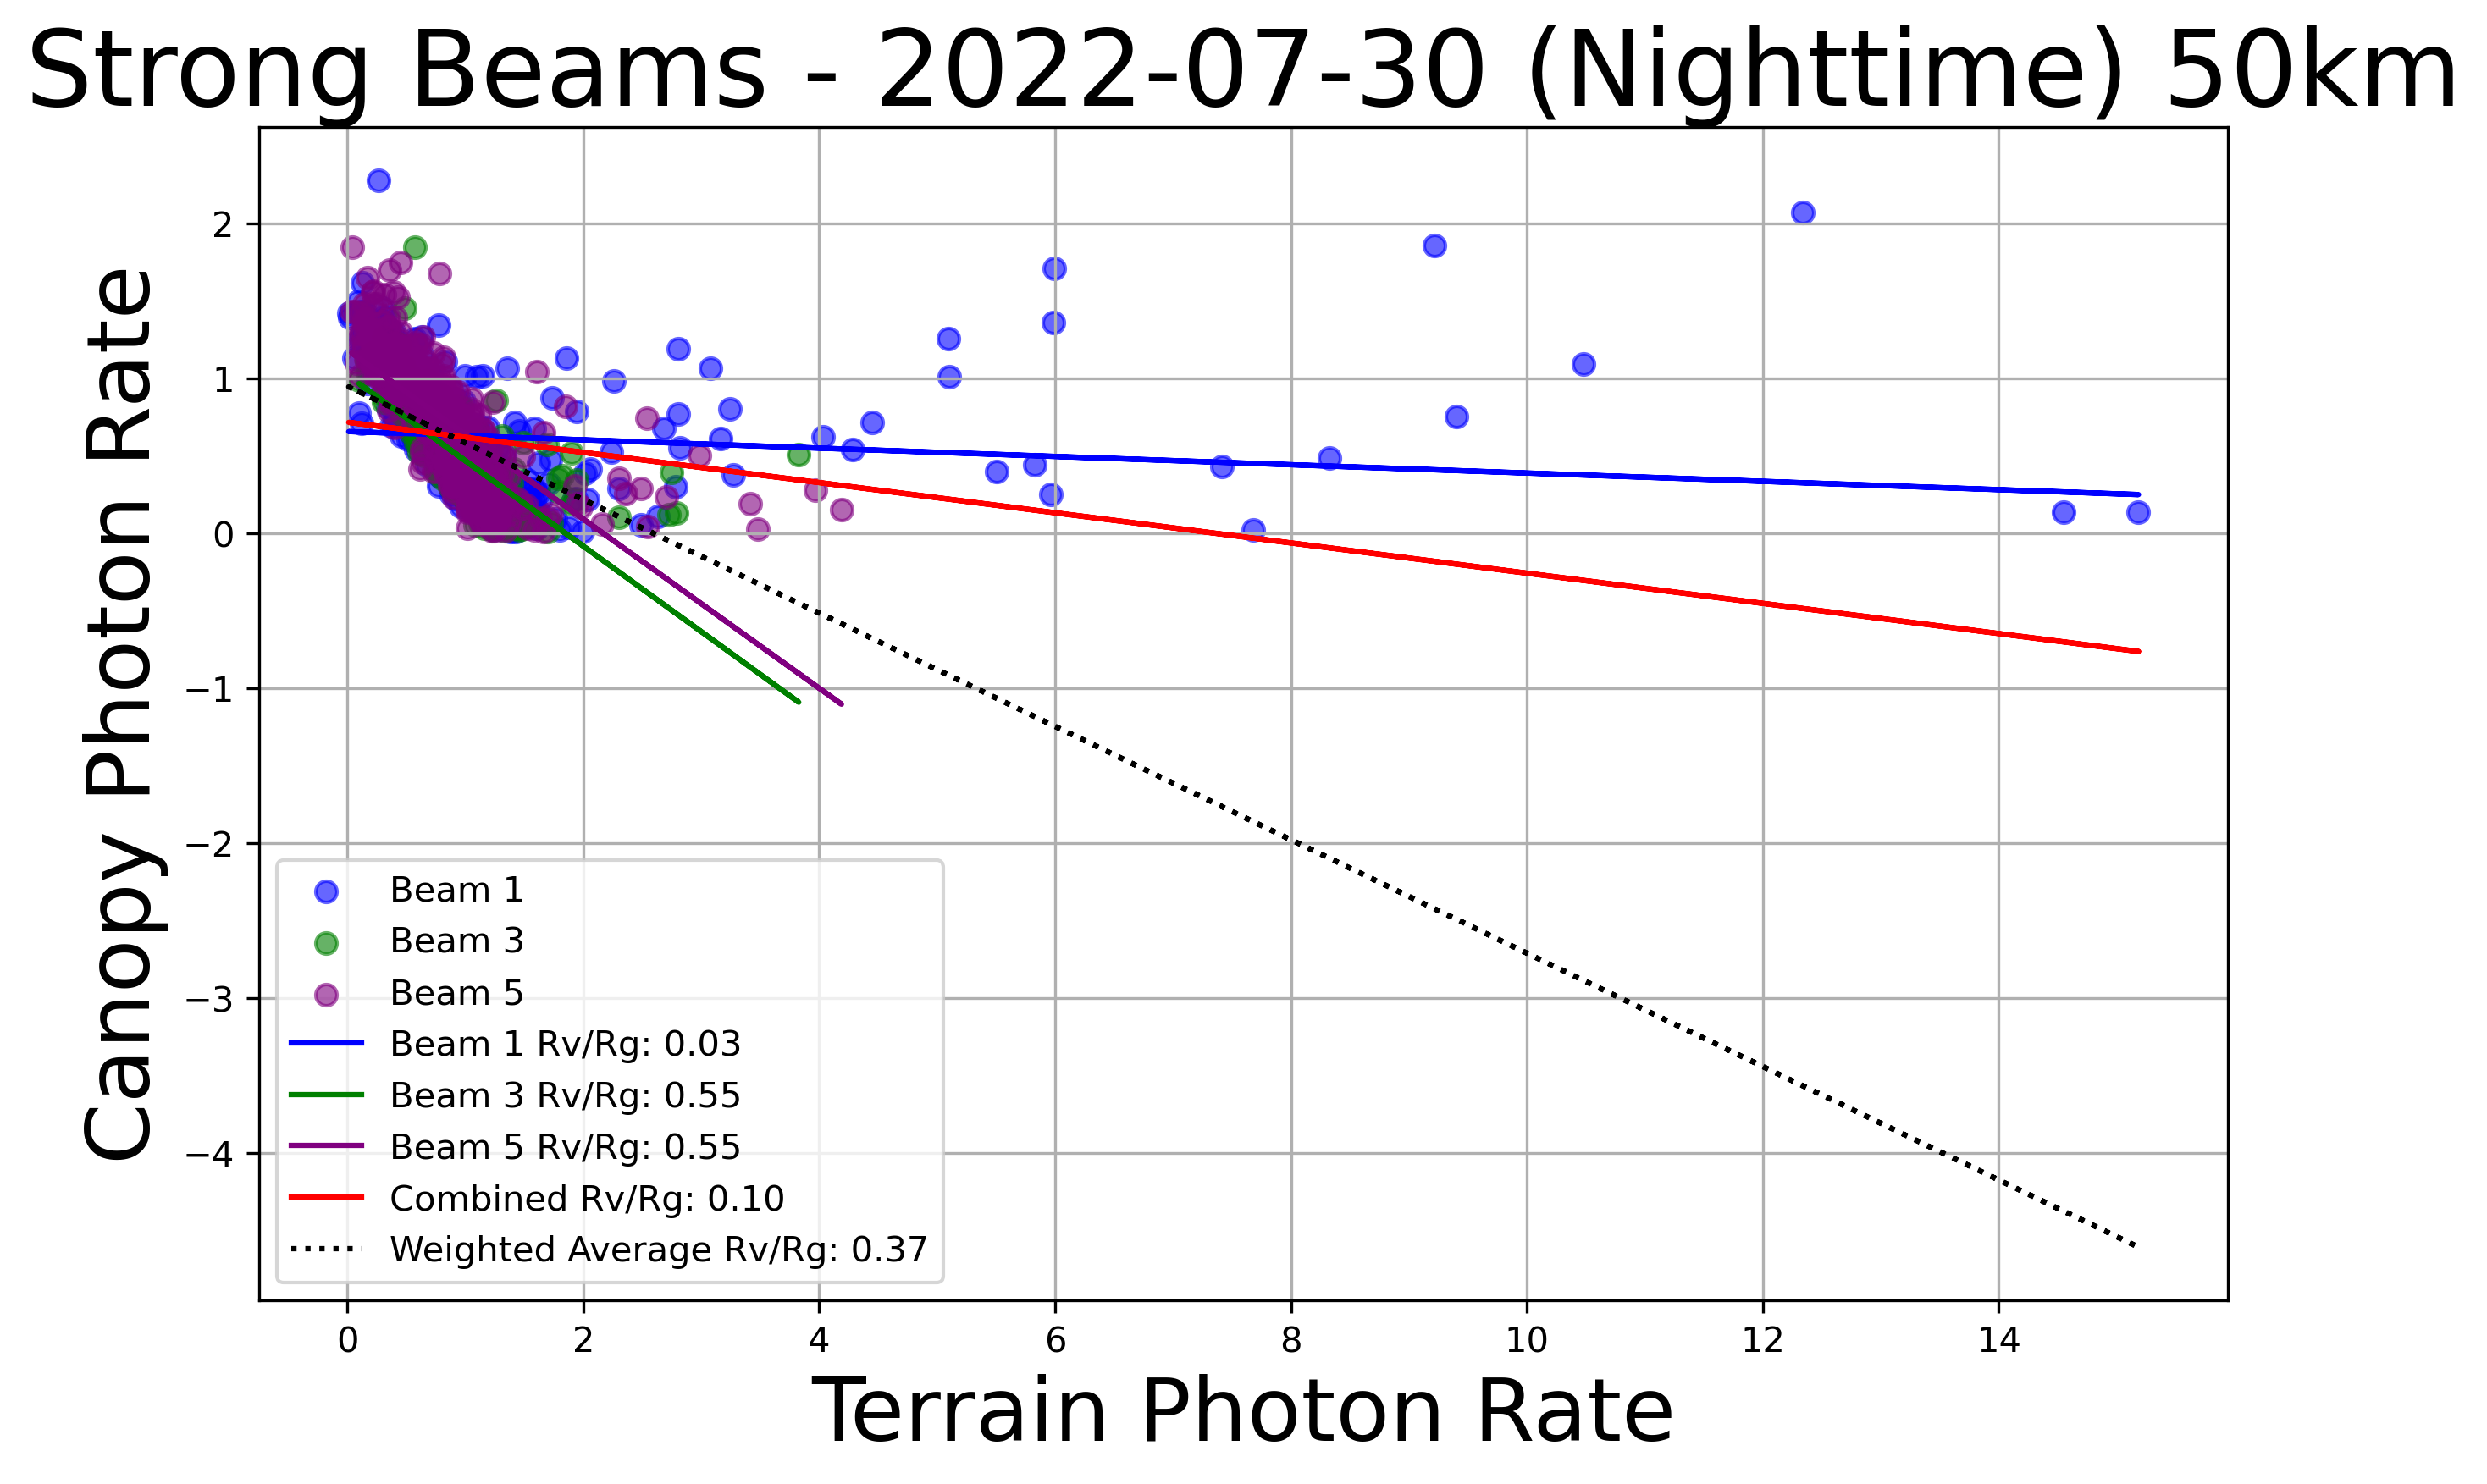 Strong Beams - 2022-07-30 (Nighttime) 50km
Canopy Photon Rate
2
1
0
−1
−2
−3
−4
Beam 1
Beam 3
Beam 5
Beam 1 Rv/Rg: 0.03
Beam 3 Rv/Rg: 0.55
Beam 5 Rv/Rg: 0.55
Combined Rv/Rg: 0.10
Weighted Average Rv/Rg: 0.37
0 2 4 6 8 10 12 14
Terrain Photon Rate